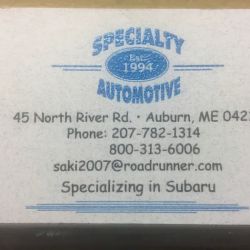 SPECIALTY
Est.
1994
AUTOMOTIVE
45 North River Rd. • Auburn, ME
Phone: 207-782-1314
800-313-6006
saki2007@roadrunner.com
Specializing in Subaru